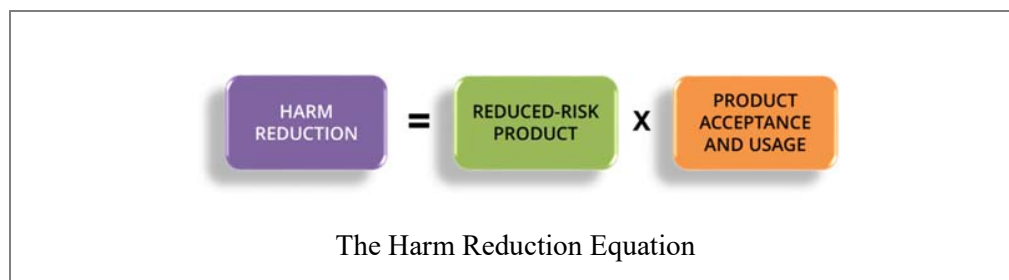 HARM
REDUCTION
=
REDUCED-RISK
PRODUCT
X
PRODUCT
ACCEPTANCE
AND USAGE
The Harm Reduction Equation